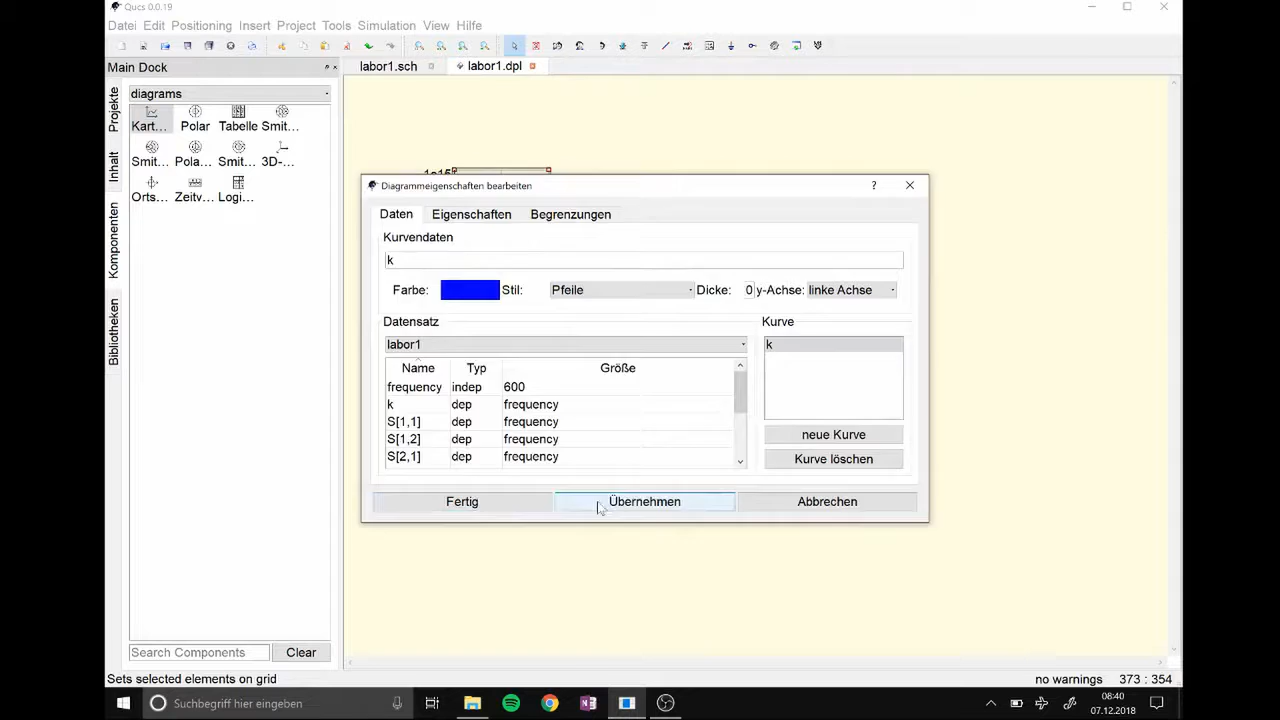 Qucs 0.0.19
Datei Edit Positioning Insert Project Tools Simulation View Hilfe
Main Dock
labor1.sch
labor1.dpl
diagrams
Projekte
Inhalt
Komponenten
Bibliotheken
Kart... Polar Tabelle Smit...
Smit... Pola... Smit... 3D-...
Orts... Zeitv... Logi...
1e15
Diagrammeigenschaften bearbeiten
?
Daten Eigenschaften Begrenzungen
Kurvendaten
k
Farbe: Stil: Pfeile Dicke: 0 y-Achse: linke Achse
Datensatz
labor1
Name Typ Größe
frequency indep 600
k dep frequency
S[1,1] dep frequency
S[1,2] dep frequency
S[2,1] dep frequency
Kurve
k
neue Kurve
Kurve löschen
Fertig Übernehmen Abbrechen
Search Components Clear
Sets selected elements on grid
no warnings 373 : 354
Suchbegriff hier eingeben
08:40
07.12.2018